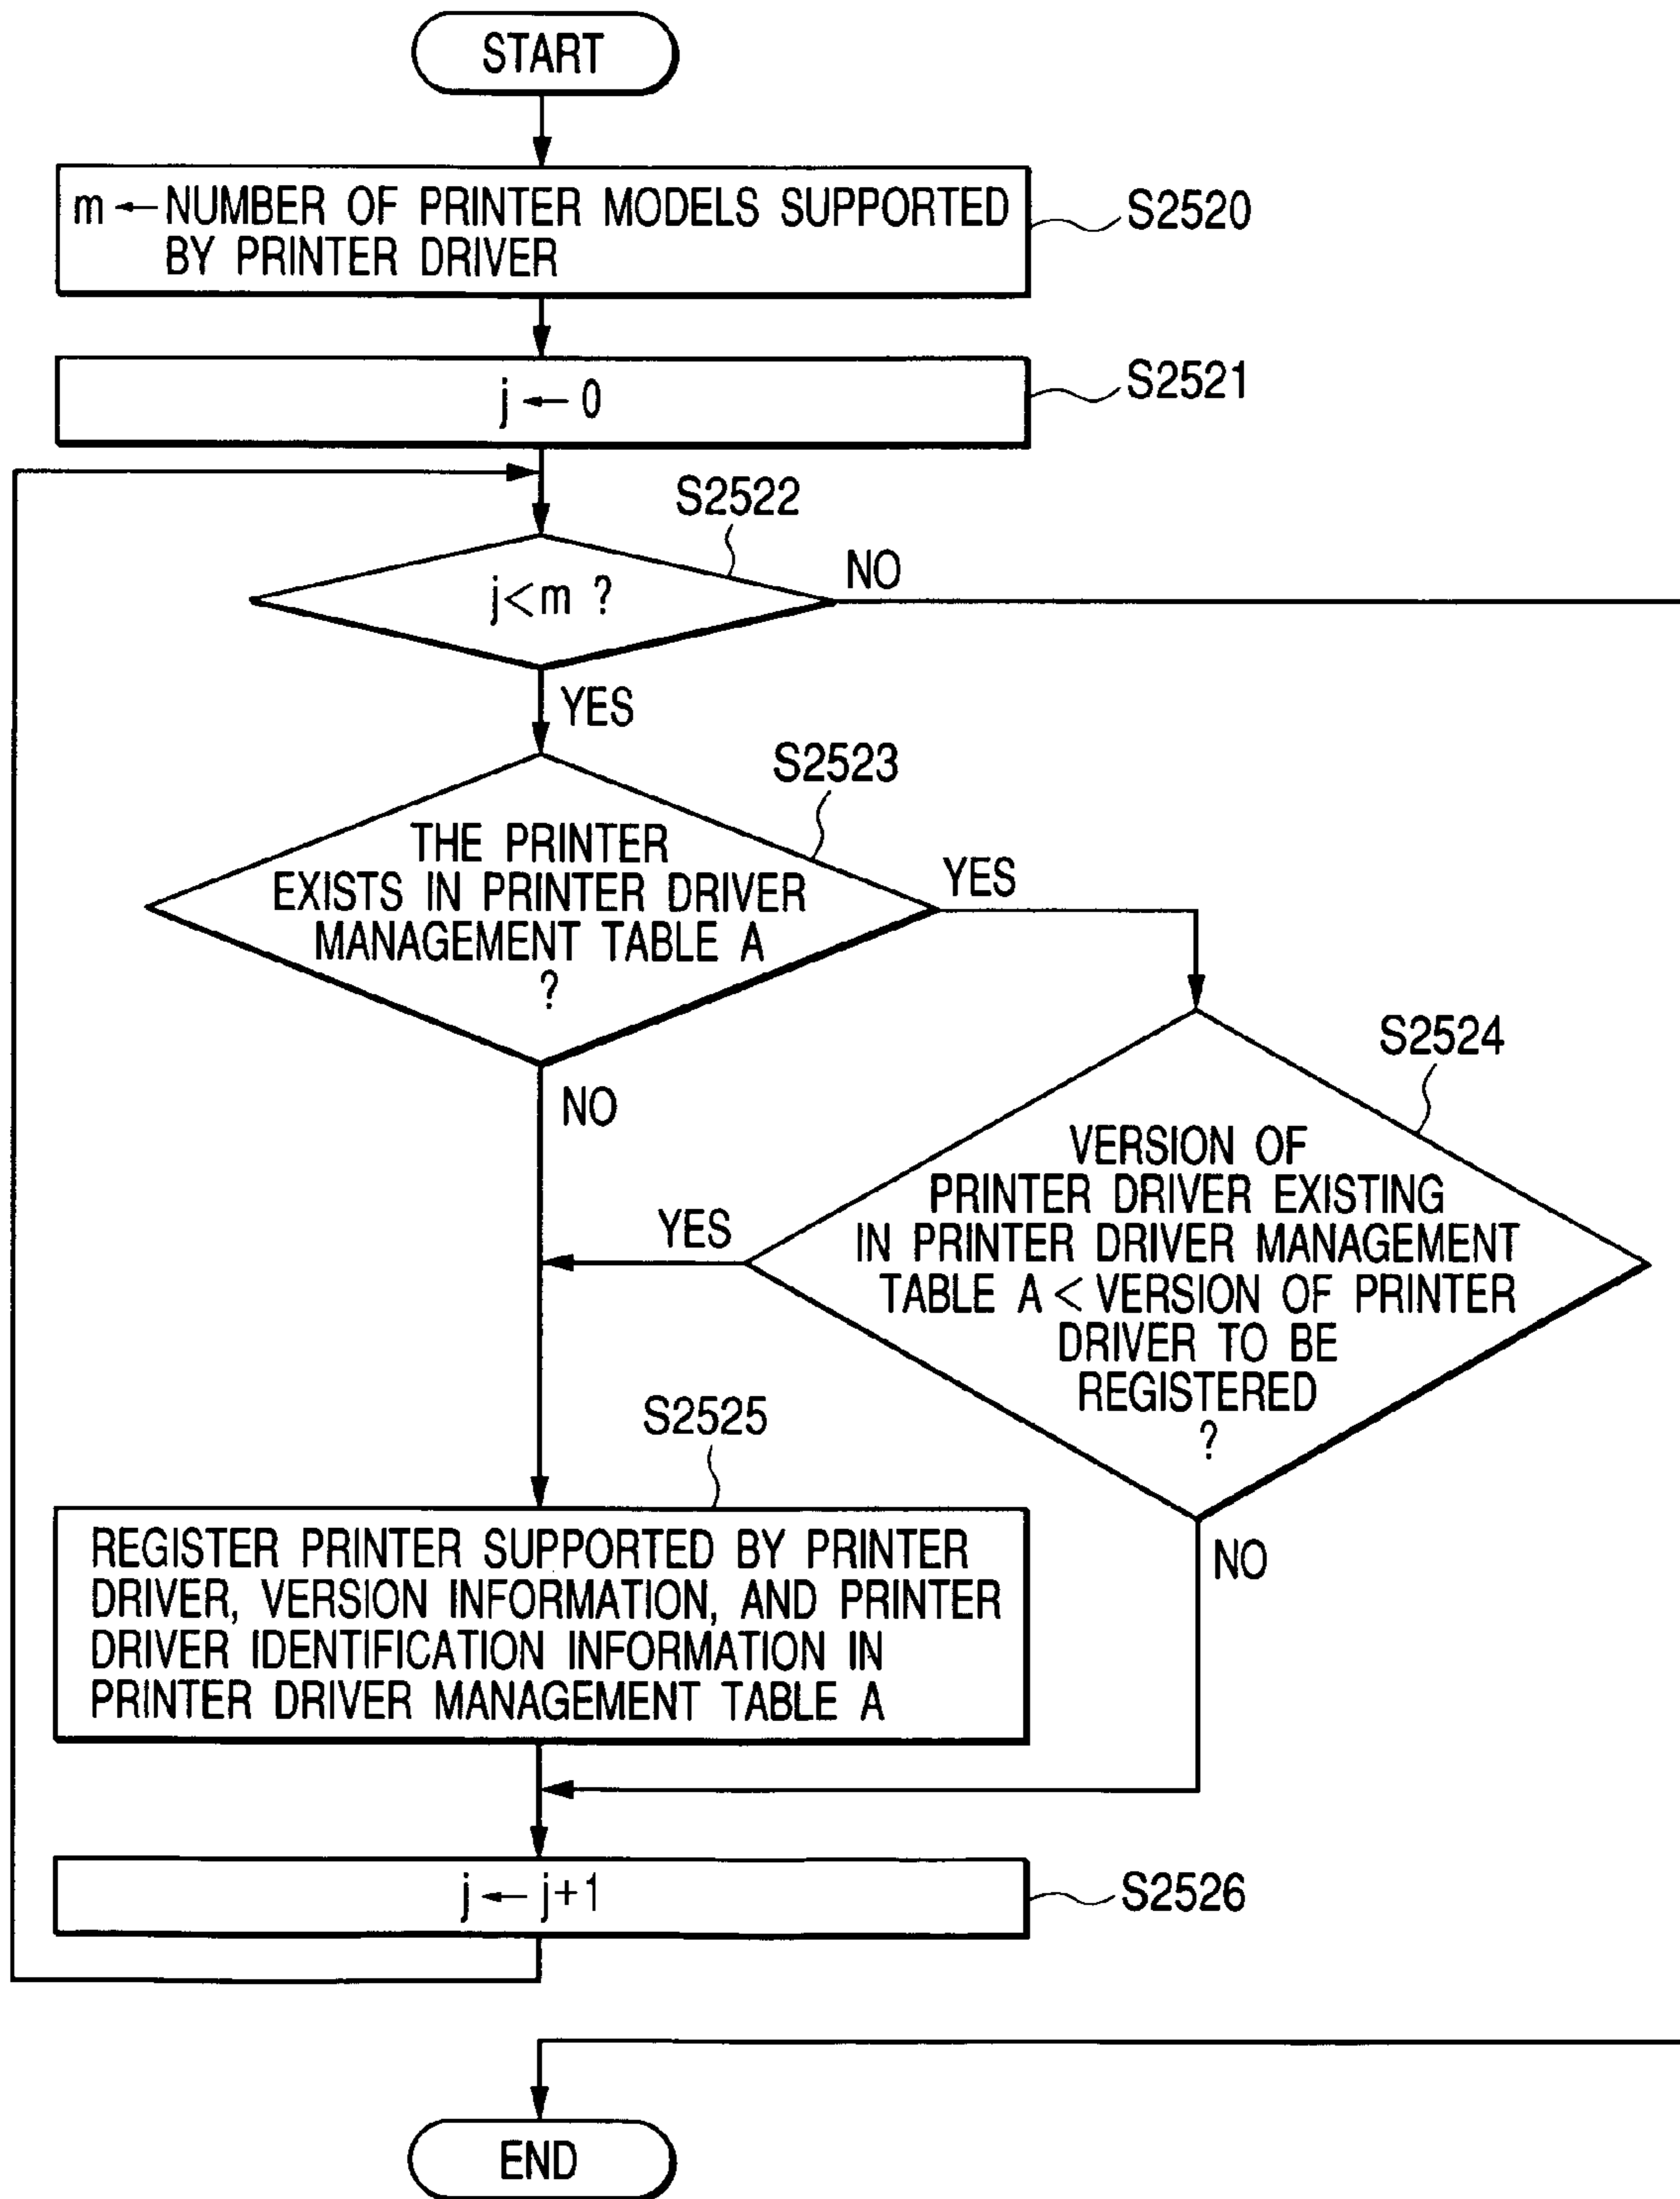 START
m ← NUMBER OF PRINTER MODELS SUPPORTED
BY PRINTER DRIVER
S2520
j ← 0
S2521
S2522
j<m ?
NO
YES
S2523
THE PRINTER
EXISTS IN PRINTER DRIVER
MANAGEMENT TABLE A
?
YES
NO
S2524
VERSION OF
PRINTER DRIVER EXISTING
IN PRINTER DRIVER MANAGEMENT
TABLE A < VERSION OF PRINTER
DRIVER TO BE
REGISTERED
?
YES
NO
S2525
REGISTER PRINTER SUPPORTED BY PRINTER
DRIVER, VERSION INFORMATION, AND PRINTER
DRIVER IDENTIFICATION INFORMATION IN
PRINTER DRIVER MANAGEMENT TABLE A
j ← j+1
S2526
END